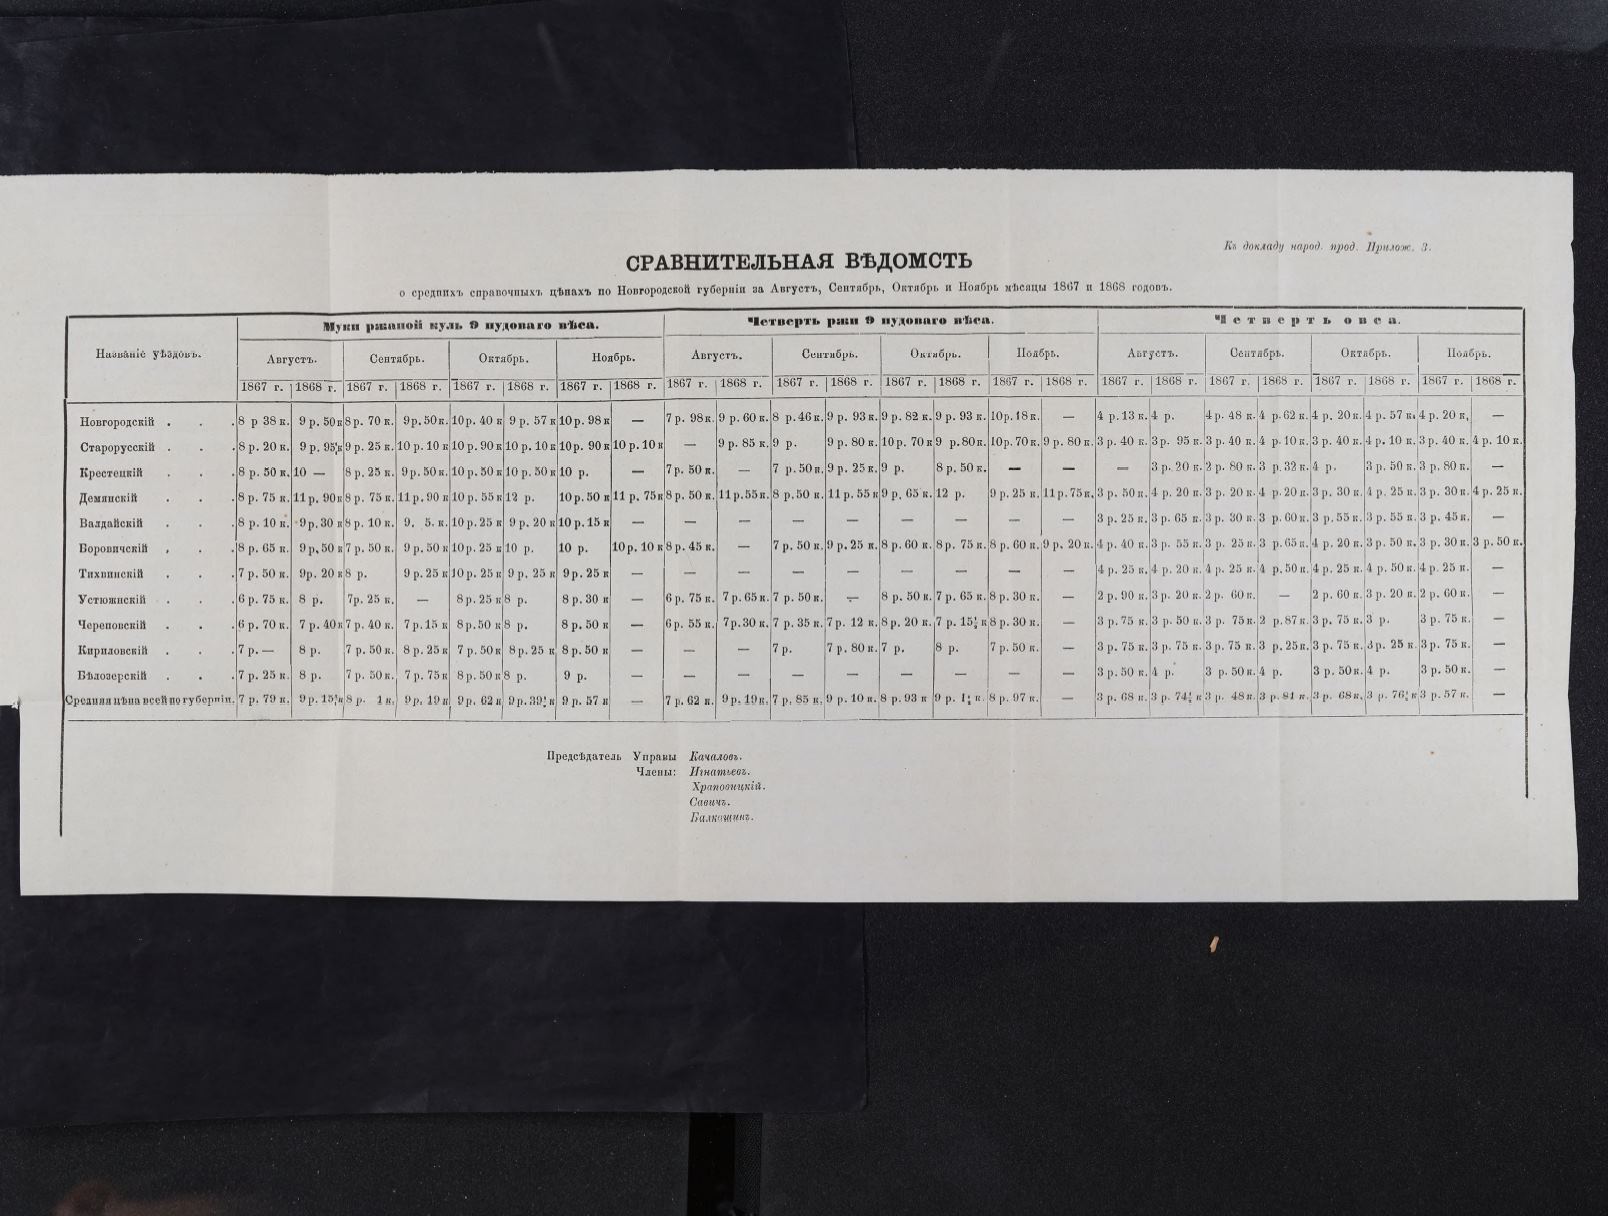 Къ докладу народ. прод. Прилож. 3.
СРАВНИТЕЛЬНАЯ ВѢДОМСТЬ
о среднихъ справочныхъ цѣнахъ по Новгородской губерніи за Августъ, Сентябрь, Октябрь и Ноябрь мѣсяцы 1867 и 1868 годовъ.
Названіе уѣздовъ. Муки ржаной куль 9 пудоваго вѣса. Четверть ржи 9 пудоваго вѣса. Четверть овса.
Августъ. Сентябрь. Октябрь. Ноябрь. Августъ. Сентябрь. Октябрь. Ноябрь. Августъ. Сентябрь. Октябрь. Ноябрь.
1867 г. 1868 г. 1867 г. 1868 г. 1867 г. 1868 г. 1867 г. 1868 г. 1867 г. 1868 г. 1867 г. 1868 г. 1867 г. 1868 г. 1867 г. 1868 г. 1867 г. 1868 г. 1867 г. 1868 г. 1867 г. 1868 г. 1867 г. 1868 г.
Новгородскій . . . 8 р 38 к. 9 р. 50 к 8 р. 70 к. 9 р. 50 к. 10 р. 40 к 9 р. 57 к 10 р. 98 к — 7 р. 98 к. 9 р. 60 к. 8 р. 46 к. 9 р. 93 к. 9 р. 82 к. 9 р. 93 к. 10 р. 18 к. — 4 р. 13 к. 4 р. 4 р. 48 к. 4 р. 62 к. 4 р. 20 к. 4 р. 57 к. 4 р. 20 к, —
Старорусскій . . . 8 р. 20 к. 9 р. 95 к 9 р. 25 к. 10 р. 10 к 10 р. 90 к 10 р. 10 к 10 р. 90 к 10 р. 10 к — 9 р. 85 к. 9 р. 9 р. 80 к. 10 р. 70 к 9 р. 80 к. 10 р. 70 к. 9 р. 80 к. 3 р. 40 к. 3 р. 95 к. 3 р. 40 к. 4 р. 10 к. 3 р. 40 к. 4 р. 10 к. 3 р. 40 к. 4 р. 10 к.
Крестецкій . . . 8 р. 50 к. 10 — 8 р. 25 к. 9 р. 50 к. 10 р. 50 к 10 р. 50 к 10 р. — 7 р. 50 к. — 7 р. 50 к. 9 р. 25 к. 9 р. 8 р. 50 к. — — — 3 р. 20 к. 2 р. 80 к. 3 р. 32 к. 4 р. 3 р. 50 к. 3 р. 80 к. —
Демянскій . . . 8 р. 75 к. 11 р. 90 к 8 р. 75 к. 11 р. 90 к 10 р. 55 к 12 р. 10 р. 50 к 11 р. 75 к 8 р. 50 к. 11 р. 55 к. 8 р. 50 к. 11 р. 55 к 9 р, 65 к. 12 р. 9 р. 25 к. 11 р. 75 к. 3 р. 50 к. 4 р. 20 к. 3 р. 20 к. 4 р. 20 к. 3 р. 30 к. 4 р. 25 к. 3 р. 30 к. 4 р. 25 к.
Валдайскій . . . 8 р. 10 к. 9 р, 30 к 8 р. 10 к. 9. 5. к. 10 р. 25 к 9 р. 20 к 10 р. 15 к — — — — — — — — — 3 р. 25 к. 3 р. 65 к. 3 р. 30 к. 3 р. 60 к. 3 р. 55 к. 3 р. 55 к. 3 р. 45 к. —
Боровичскій , . . 8 р. 65 к. 9 р, 50 к 7 р. 50 к. 9 р. 50 к 10 р. 25 к 10 р. 10 р. 10 р. 10 к 8 р. 45 к. — 7 р. 50 к. 9 р. 25 к. 8 р. 60 к. 8 р. 75 к. 8 р. 60 к. 9 р, 20 к. 4 р. 40 к. 3 р. 55 к. 3 р. 25 к. 3 р. 65 к. 4 р. 20 к. 3 р. 50 к. 3 р. 30 к. 3 р. 50 к.
Тихвинскій . . . 7 р. 50 к. 9 р. 20 к 8 р. 9 р. 25 к 10 р. 25 к 9 р, 25 к 9 р. 25 к — — — — — — — — — 4 р. 25 к. 4 р. 20 к. 4 р. 25 к. 4 р. 50 к. 4 р. 25 к. 4 р. 50 к. 4 р. 25 к. —
Устюжнскій . . . 6 р. 75 к. 8 р. 7 р. 25 к. — 8 р. 25 к 8 р. 8 р. 30 к — 6 р. 75 к. 7 р. 65 к. 7 р. 50 к. — 8 р. 50 к. 7 р. 65 к. 8 р. 30 к. — 2 р. 90 к. 3 р. 20 к. 2 р. 60 к. — 2 р. 60 к. 3 р. 20 к. 2 р. 60 к. —
Череповскій . . . 6 р. 70 к. 7 р. 40 к 7 р. 40 к. 7 р. 15 к 8 р. 50 к 8 р. 8 р. 50 к — 6 р. 55 к. 7 р. 30 к. 7 р. 35 к. 7 р. 12 к. 8 р. 20 к. 7 р. 15½ к 8 р. 30 к. — 3 р. 75 к. 3 р. 50 к. 3 р. 75 к. 2 р. 87 к. 3 р. 75 к. 3 р. 3 р. 75 к. —
Кириловскій . . . 7 р. — 8 р. 7 р. 50 к. 8 р. 25 к 7 р. 50 к 8 р. 25 к 8 р. 50 к — — — 7 р. 7 р. 80 к. 7 р. 8 р. 7 р. 50 к. — 3 р. 75 к. 3 р. 75 к. 3 р. 75 к. 3 р. 25 к. 3 р. 75 к. 3 р. 25 к. 3 р. 75 к. —
Бѣлозерскій . . . 7 р. 25 к. 8 р. 7 р. 50 к. 7 р. 75 к 8 р. 50 к 8 р. 9 р. — — — — — — — — — 3 р. 50 к. 4 р. 3 р. 50 к. 4 р. 3 р. 50 к. 4 р. 3 р. 50 к. —
Средняя цѣна всей по губерніи. 7 р. 79 к. 9 р. 15 к 8 р. 1 к. 9 р. 19 к 9 р. 62 к 9 р. 39½ к 9 р. 57 к — 7 р. 62 к. 9 р. 19 к. 7 р. 85 к. 9 р. 10 к. 8 р. 93 к 9 р. 1½ к. 8 р. 97 к. — 3 р. 68 к. 3 р. 74½ к 3 р. 48 к. 3 р. 81 к. 3 р. 68 к. 3 р. 76½ к 3 р. 57 к. —
Предсѣдатель Управы Качаловъ.
Члены: Игнатьевъ.
Храповицкій.
Савичъ.
Балкашинъ.